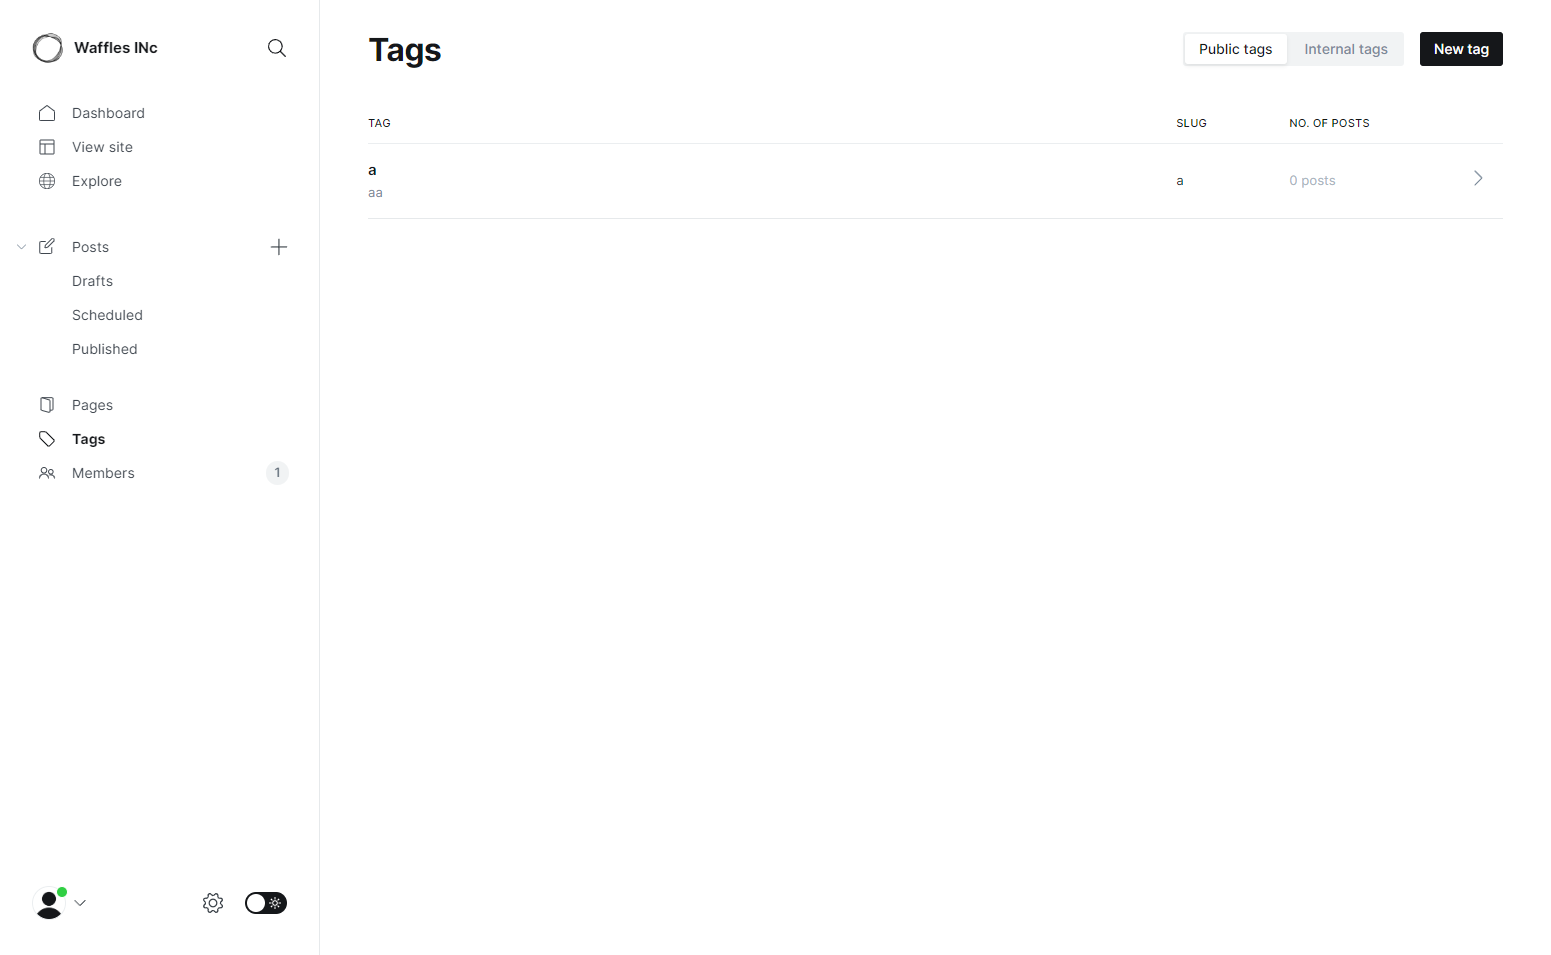 Waffles INc
Dashboard
View site
Explore
Posts
Drafts
Scheduled
Published
Pages
Tags
Members 1
Tags
Public tags Internal tags New tag
TAG SLUG NO. OF POSTS
a
aa
a 0 posts